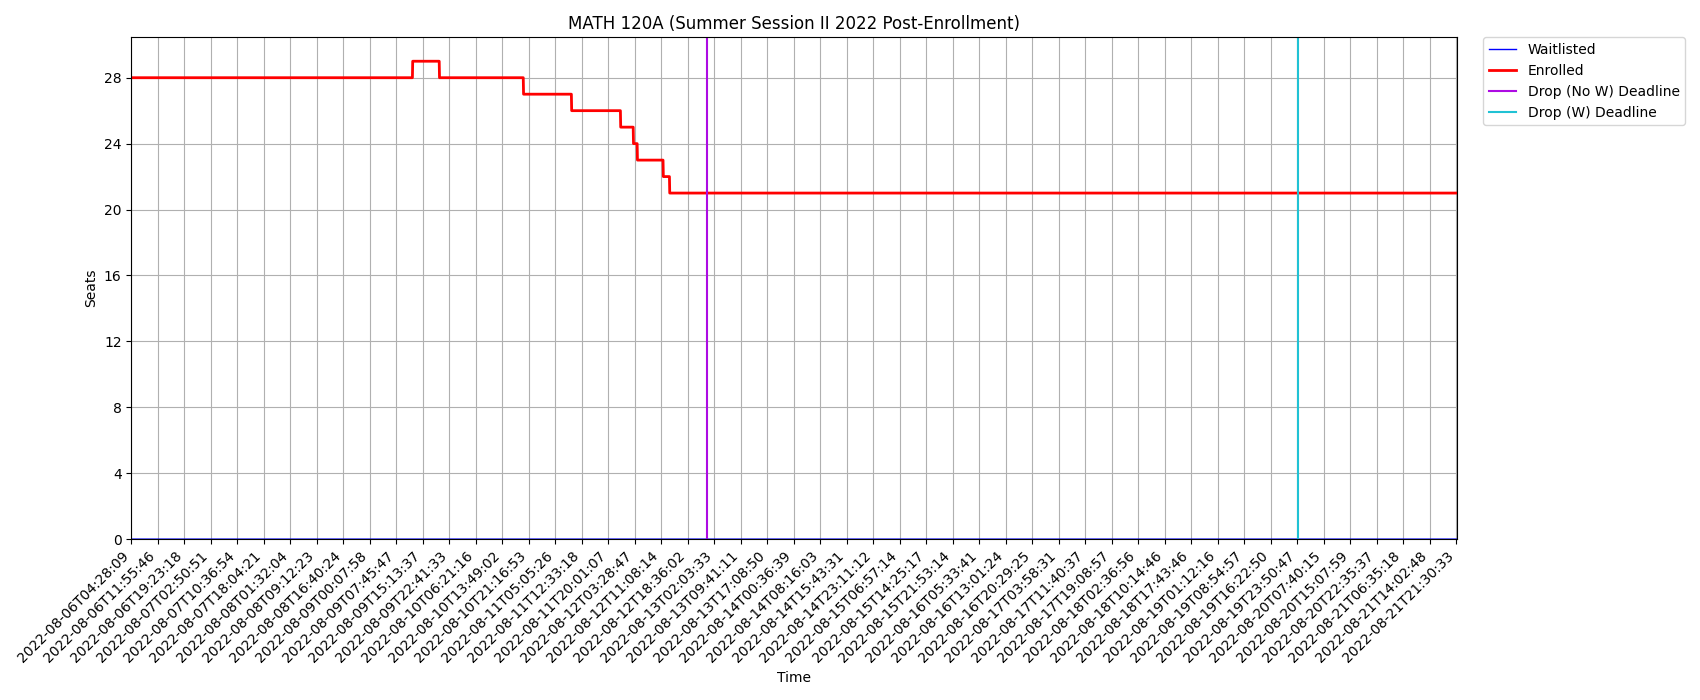 MATH 120A (Summer Session II 2022 Post-Enrollment)
Waitlisted
Enrolled
Drop (No W) Deadline
Drop (W) Deadline
Seats
28
24
20
16
12
8
4
0
2022-08-06T04:28:09
2022-08-06T11:55:46
2022-08-06T19:23:18
2022-08-07T02:50:51
2022-08-07T10:36:54
2022-08-07T18:04:21
2022-08-08T01:32:04
2022-08-08T09:12:23
2022-08-08T16:40:24
2022-08-09T00:07:58
2022-08-09T07:45:47
2022-08-09T15:13:37
2022-08-09T22:41:33
2022-08-10T06:21:16
2022-08-10T13:49:02
2022-08-10T21:16:53
2022-08-11T05:05:26
2022-08-11T12:33:18
2022-08-11T20:01:07
2022-08-12T03:28:47
2022-08-12T11:08:14
2022-08-12T18:36:02
2022-08-13T02:03:33
2022-08-13T09:41:11
2022-08-13T17:08:50
2022-08-14T00:36:39
2022-08-14T08:16:03
2022-08-14T15:43:31
2022-08-14T23:11:12
2022-08-15T06:57:14
2022-08-15T14:25:17
2022-08-15T21:53:14
2022-08-16T05:33:41
2022-08-16T13:01:24
2022-08-16T20:29:25
2022-08-17T03:58:31
2022-08-17T11:40:37
2022-08-17T19:08:57
2022-08-18T02:36:56
2022-08-18T10:14:46
2022-08-18T17:43:46
2022-08-19T01:12:16
2022-08-19T08:54:57
2022-08-19T16:22:50
2022-08-19T23:50:47
2022-08-20T07:40:15
2022-08-20T15:07:59
2022-08-20T22:35:37
2022-08-21T06:35:18
2022-08-21T14:02:48
2022-08-21T21:30:33
Time